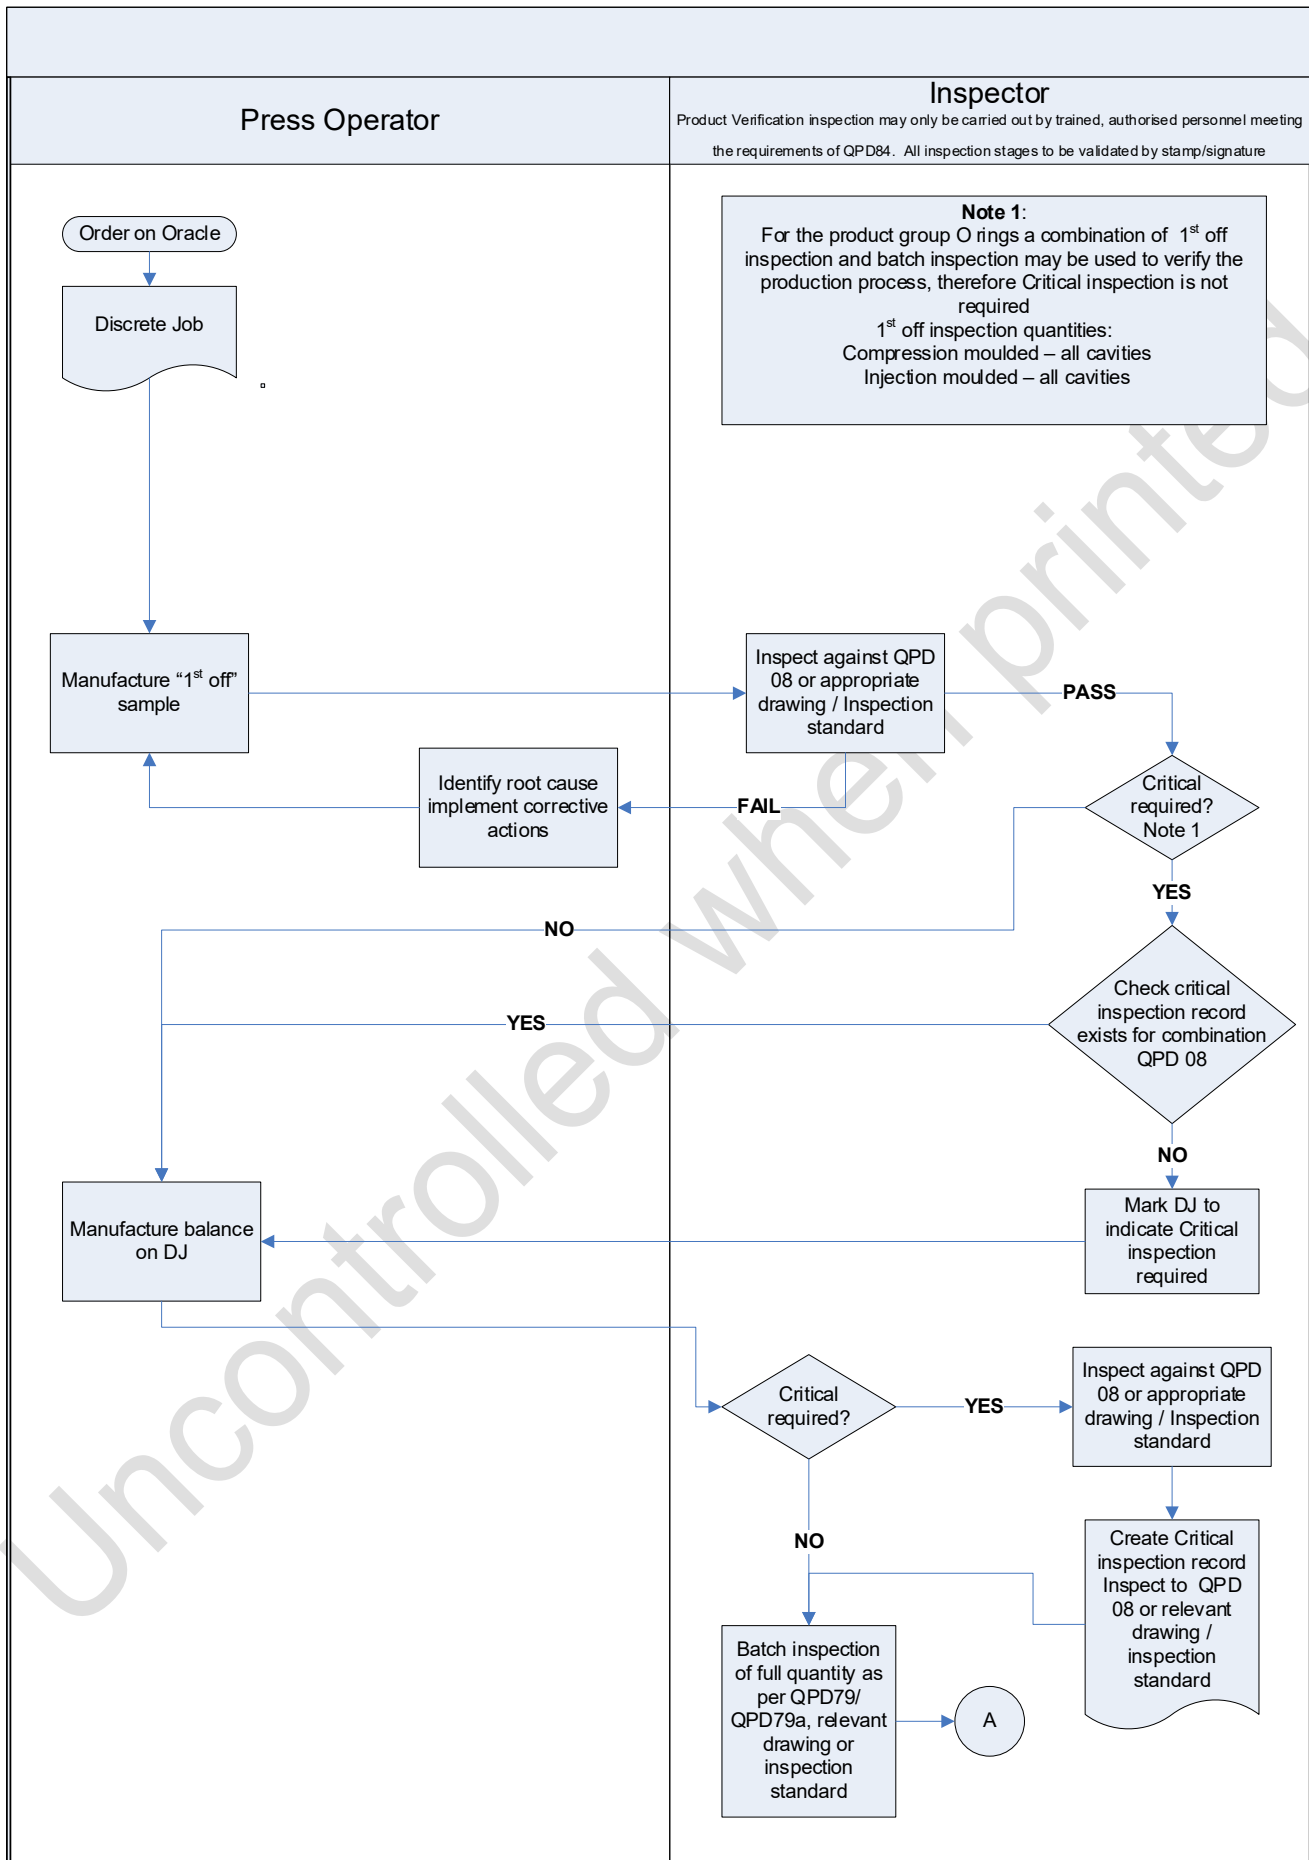 Press Operator
Inspector
Product Verification inspection may only be carried out by trained, authorised personnel meeting
the requirements of QPD84. All inspection stages to be validated by stamp/signature
Order on Oracle
Discrete Job
Note 1:
For the product group O rings a combination of 1st off
inspection and batch inspection may be used to verify the
production process, therefore Critical inspection is not
required
1st off inspection quantities:
Compression moulded – all cavities
Injection moulded – all cavities
Manufacture “1st off”
sample
Inspect against QPD
08 or appropriate
drawing / Inspection
standard
PASS
Identify root cause
implement corrective
actions
FAIL
Critical
required?
Note 1
YES
NO
Check critical
inspection record
exists for combination
QPD 08
YES
NO
Manufacture balance
on DJ
Mark DJ to
indicate Critical
inspection
required
Critical
required?
YES
Inspect against QPD
08 or appropriate
drawing / Inspection
standard
NO
Create Critical
inspection record
Inspect to QPD
08 or relevant
drawing /
inspection
standard
Batch inspection
of full quantity as
per QPD79/
QPD79a, relevant
drawing or
inspection
standard
A
Uncontrolled when printed